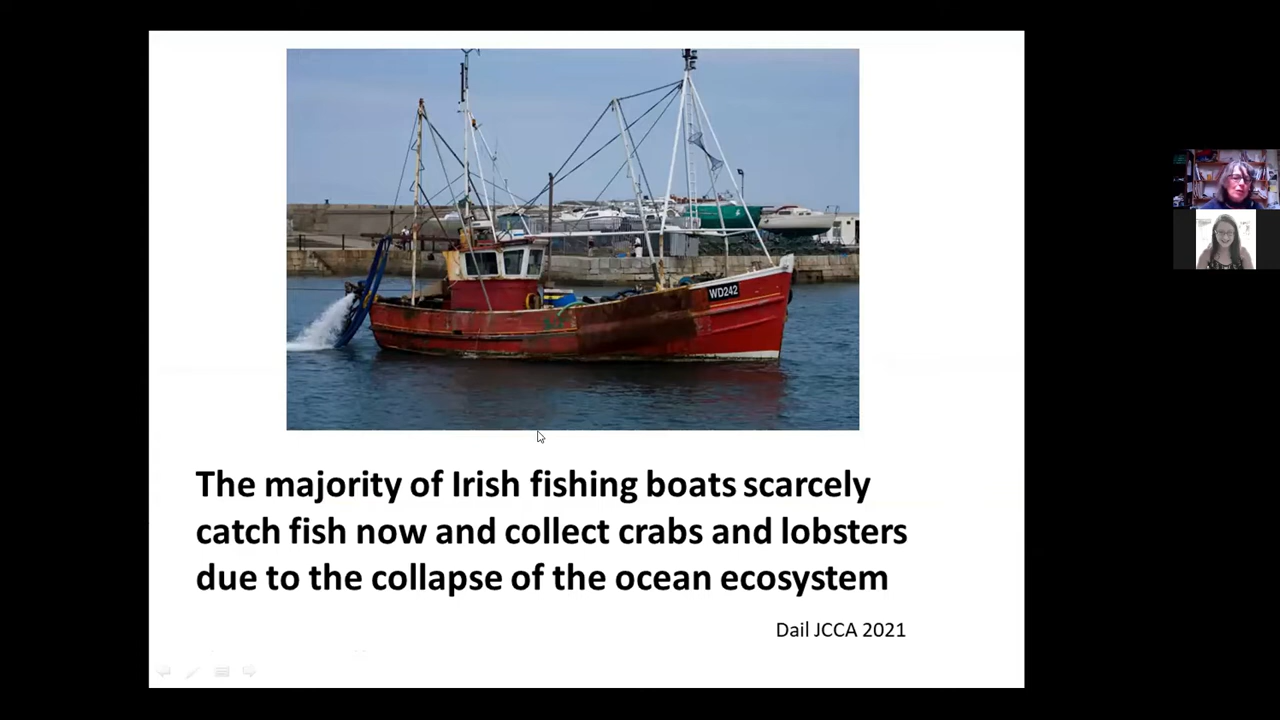 WD242
The majority of Irish fishing boats scarcely
catch fish now and collect crabs and lobsters
due to the collapse of the ocean ecosystem
Dail JCCA 2021